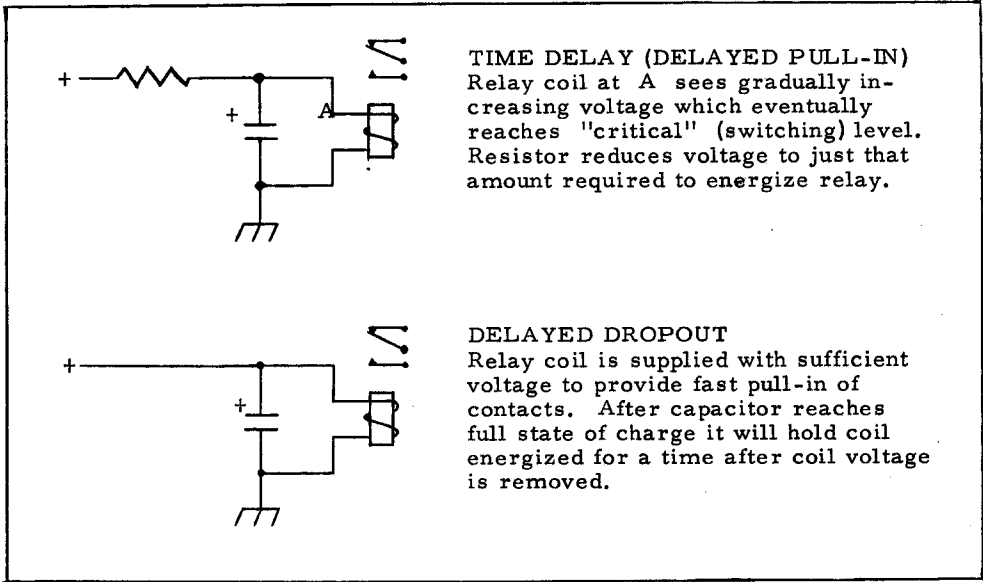 TIME DELAY (DELAYED PULL-IN)
Relay coil at A sees gradually in-
creasing voltage which eventually
reaches "critical" (switching) level.
Resistor reduces voltage to just that
amount required to energize relay.
+
+
A
DELAYED DROPOUT
Relay coil is supplied with sufficient
voltage to provide fast pull-in of
contacts. After capacitor reaches
full state of charge it will hold coil
energized for a time after coil voltage
is removed.
+
+